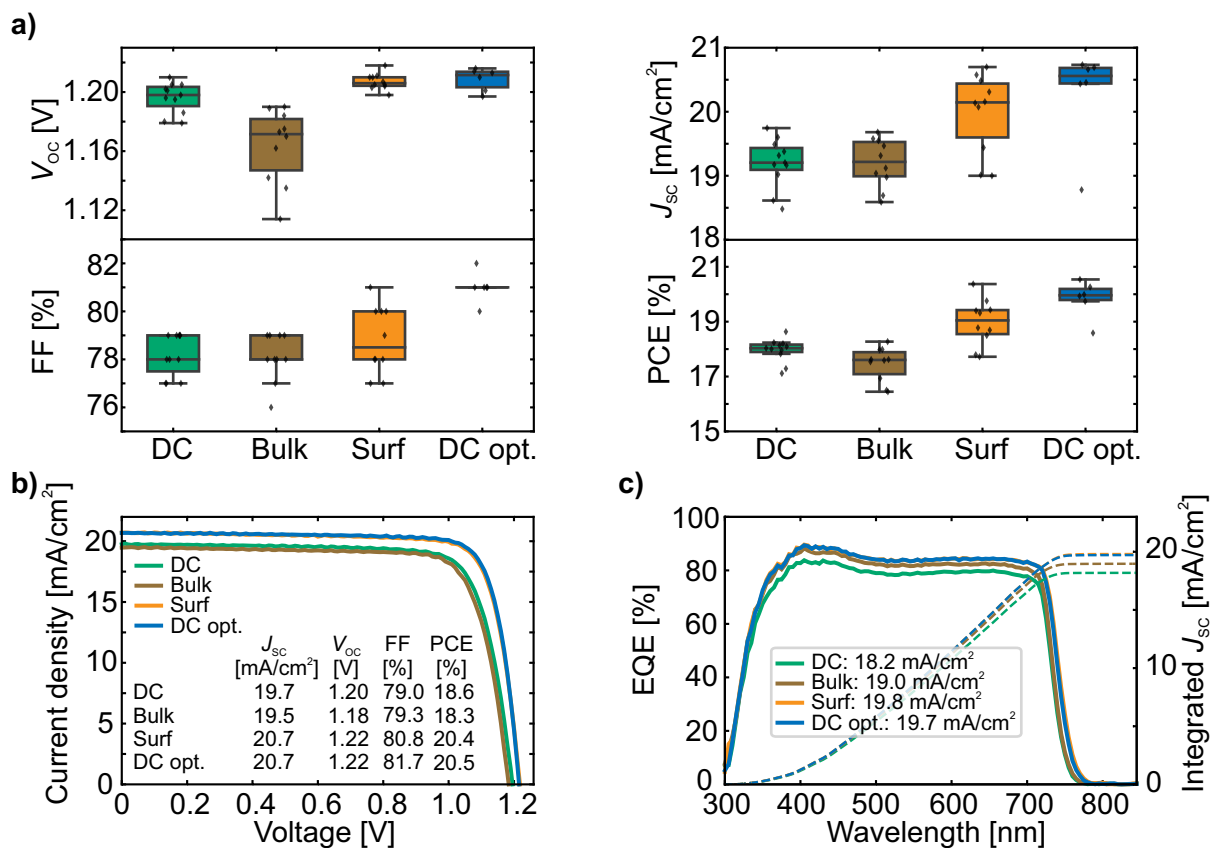 a)
V_OC [V]
1.20
1.16
1.12
FF [%]
82
80
78
76
DC Bulk Surf DC opt.
J_SC [mA/cm²]
21
20
19
18
PCE [%]
21
19
17
15
DC Bulk Surf DC opt.
b)
Current density [mA/cm²]
20
15
10
5
0
DC
Bulk
Surf
DC opt.
J_SC V_OC FF PCE
[mA/cm²] [V] [%] [%]
DC 19.7 1.20 79.0 18.6
Bulk 19.5 1.18 79.3 18.3
Surf 20.7 1.22 80.8 20.4
DC opt. 20.7 1.22 81.7 20.5
0 0.2 0.4 0.6 0.8 1.0 1.2
Voltage [V]
c)
EQE [%]
100
80
60
40
20
0
DC: 18.2 mA/cm²
Bulk: 19.0 mA/cm²
Surf: 19.8 mA/cm²
DC opt.: 19.7 mA/cm²
300 400 500 600 700 800
Wavelength [nm]
20
10
0
Integrated J_SC [mA/cm²]